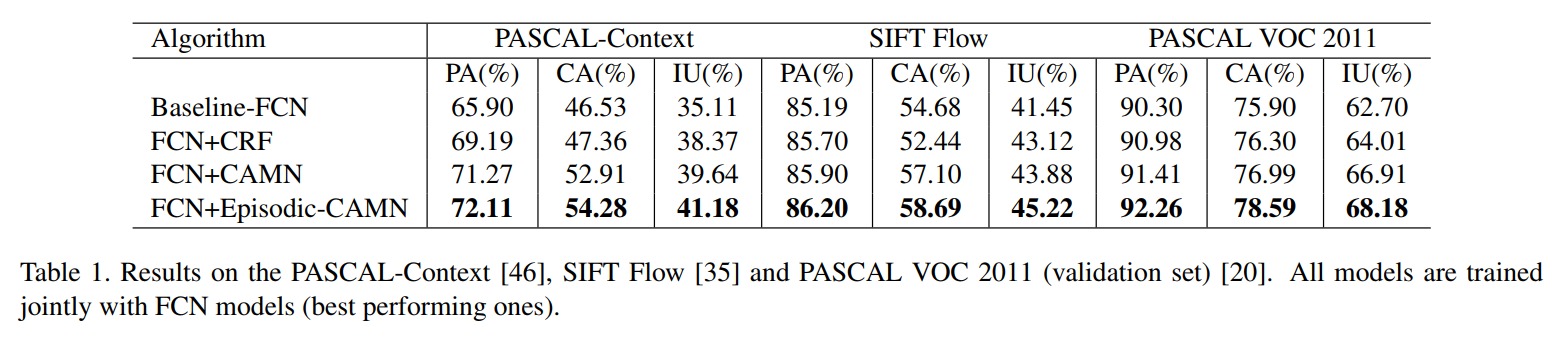 Algorithm PASCAL-Context SIFT Flow PASCAL VOC 2011
PA(%) CA(%) IU(%) PA(%) CA(%) IU(%) PA(%) CA(%) IU(%)
Baseline-FCN 65.90 46.53 35.11 85.19 54.68 41.45 90.30 75.90 62.70
FCN+CRF 69.19 47.36 38.37 85.70 52.44 43.12 90.98 76.30 64.01
FCN+CAMN 71.27 52.91 39.64 85.90 57.10 43.88 91.41 76.99 66.91
FCN+Episodic-CAMN 72.11 54.28 41.18 86.20 58.69 45.22 92.26 78.59 68.18
Table 1. Results on the PASCAL-Context [46], SIFT Flow [35] and PASCAL VOC 2011 (validation set) [20]. All models are trained
jointly with FCN models (best performing ones).